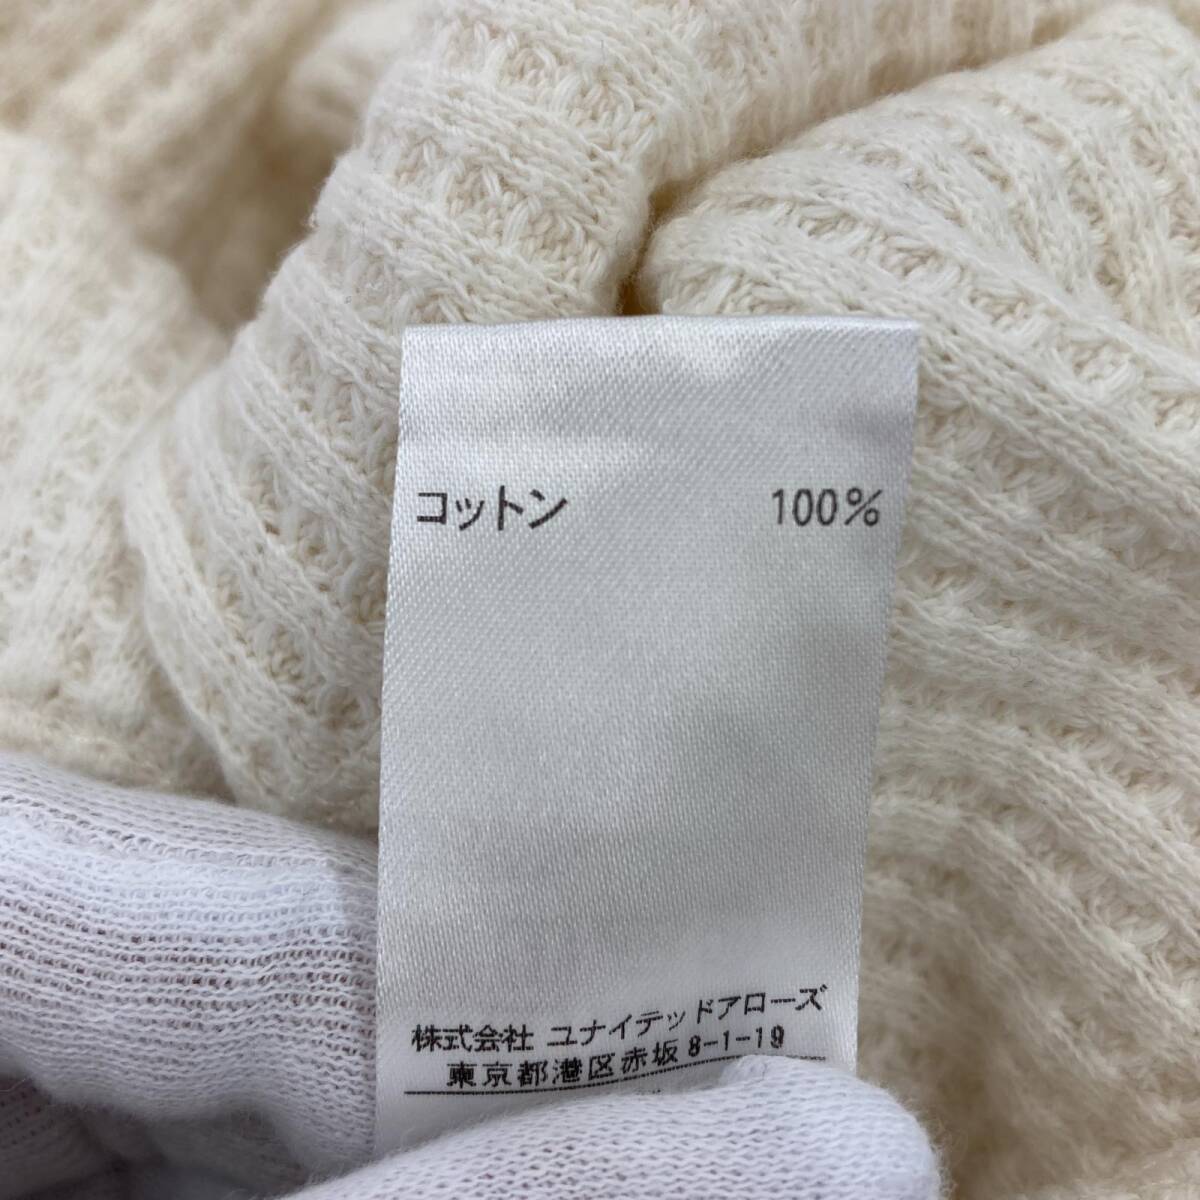 コットン 100%
株式会社 ユナイテッドアローズ
東京都港区赤坂 8-1-19